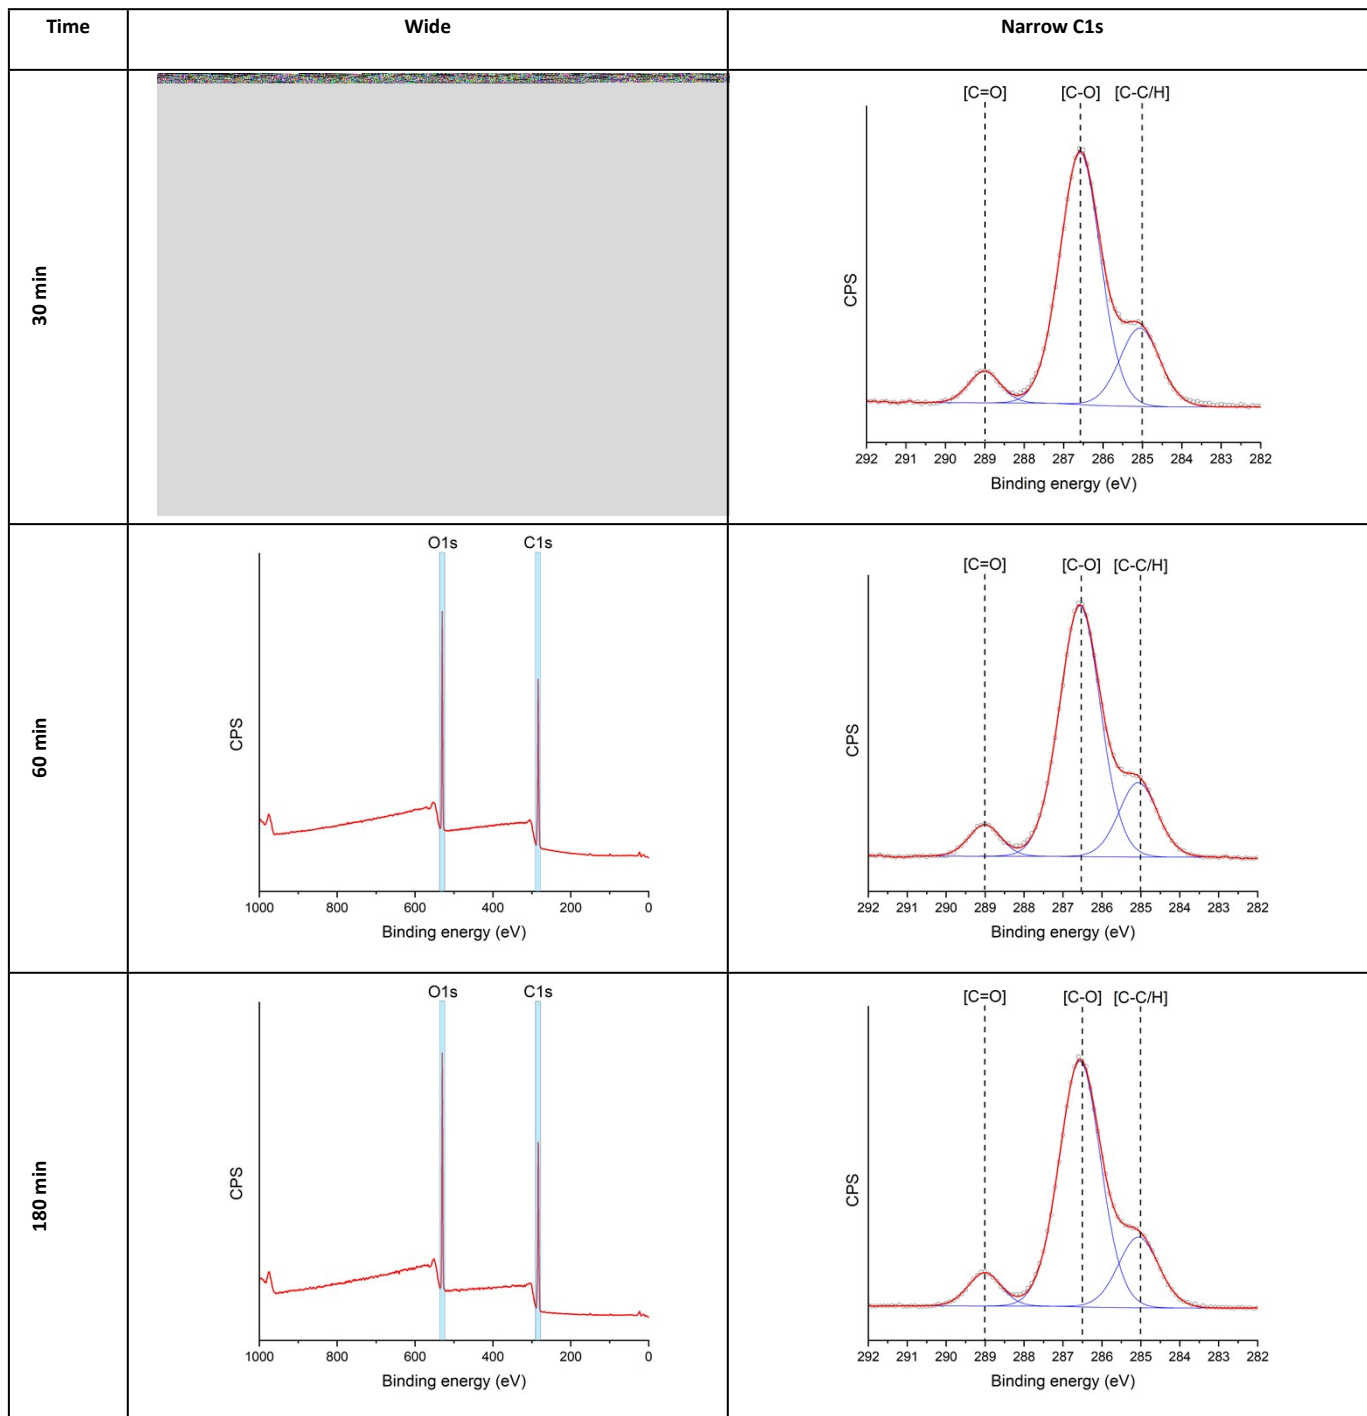 Time Wide Narrow C1s
30 min
[C=O] [C-O] [C-C/H]
CPS
292 291 290 289 288 287 286 285 284 283 282
Binding energy (eV)
60 min
O1s C1s
CPS
1000 800 600 400 200 0
Binding energy (eV)
[C=O] [C-O] [C-C/H]
CPS
292 291 290 289 288 287 286 285 284 283 282
Binding energy (eV)
180 min
O1s C1s
CPS
1000 800 600 400 200 0
Binding energy (eV)
[C=O] [C-O] [C-C/H]
CPS
292 291 290 289 288 287 286 285 284 283 282
Binding energy (eV)